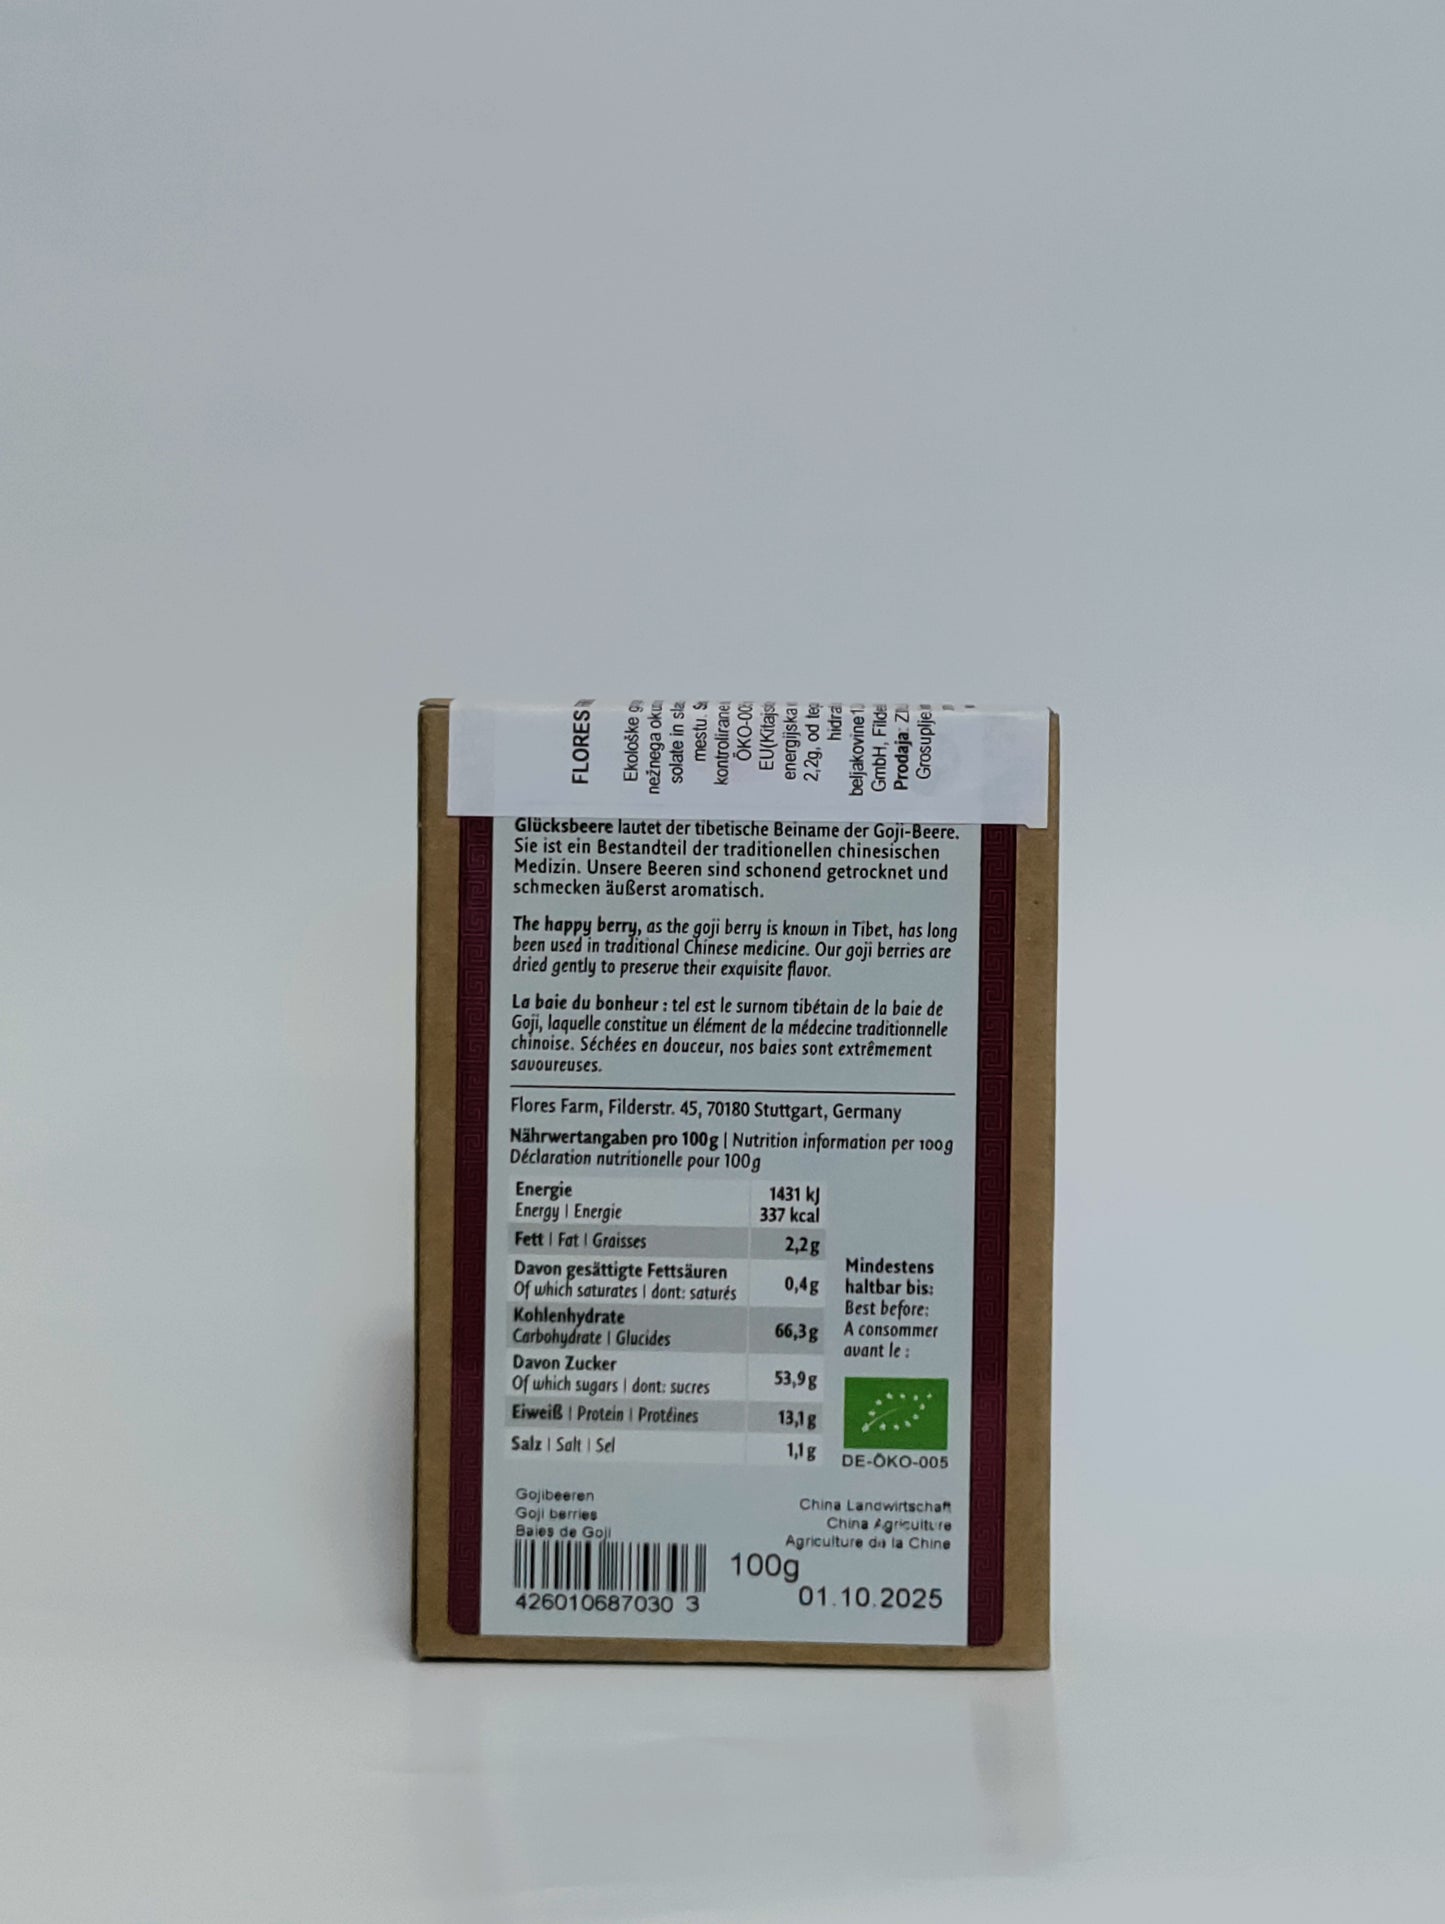 FLORES
Ekološke
nežnega
solate in
mestu.
kontrolirane
ÖKO-00
energijska
2,2g, od
beljakovine
GmbH,
Prodaja:
Grosuplje
Glücksbeere lautet der tibetische Beiname der Goji-Beere.
Sie ist ein Bestandteil der traditionellen chinesischen
Medizin. Unsere Beeren sind schonend getrocknet und
schmecken äußerst aromatisch.
The happy berry, as the goji berry is known in Tibet, has long
been used in traditional Chinese medicine. Our goji berries are
dried gently to preserve their exquisite flavor.
La baie du bonheur : tel est le surnom tibétain de la baie de
Goji, laquelle constitue un élément de la médecine traditionnelle
chinoise. Séchées en douceur, nos baies sont extrêmement
savoureuses.
Flores Farm, Filderstr. 45, 70180 Stuttgart, Germany
Nährwertangaben pro 100g | Nutrition information per 100g
Déclaration nutritionelle pour 100g
Energie 1431 kJ
Energy | Energie 337 kcal
Fett | Fat | Graisses 2,2g
Davon gesättigte Fettsäuren
Of which saturates | dont: saturés 0,4g
Kohlenhydrate
Carbohydrate | Glucides 66,3g
Davon Zucker
Of which sugars | dont: sucres 53,9g
Eiweiß | Protein | Protéines 13,1g
Salz | Salt | Sel 1,1g
Mindestens
haltbar bis:
Best before:
A consommer
avant le :
DE-ÖKO-005
Gojibeeren
Goji berries
Baies de Goji
China Landwirtschaft
China Agriculture
Agriculture de la Chine
100g
426010687030 3
01.10.2025